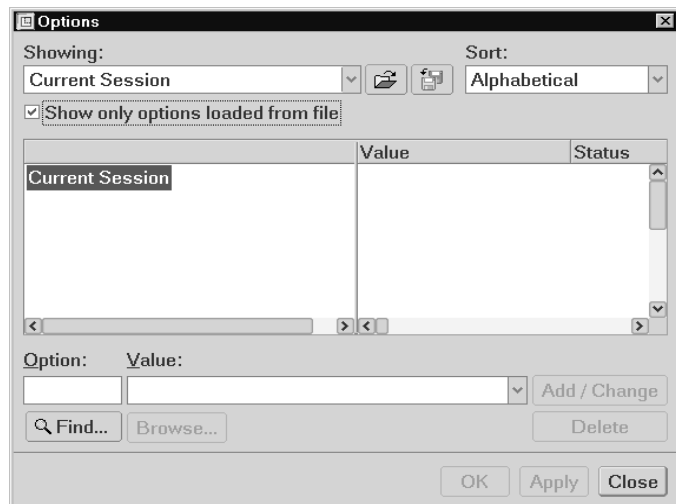 Options
Showing:
Sort:
Current Session
Alphabetical
Show only options loaded from file
Value
Status
Current Session
Option:
Value:
Add / Change
Find...
Browse...
Delete
OK
Apply
Close